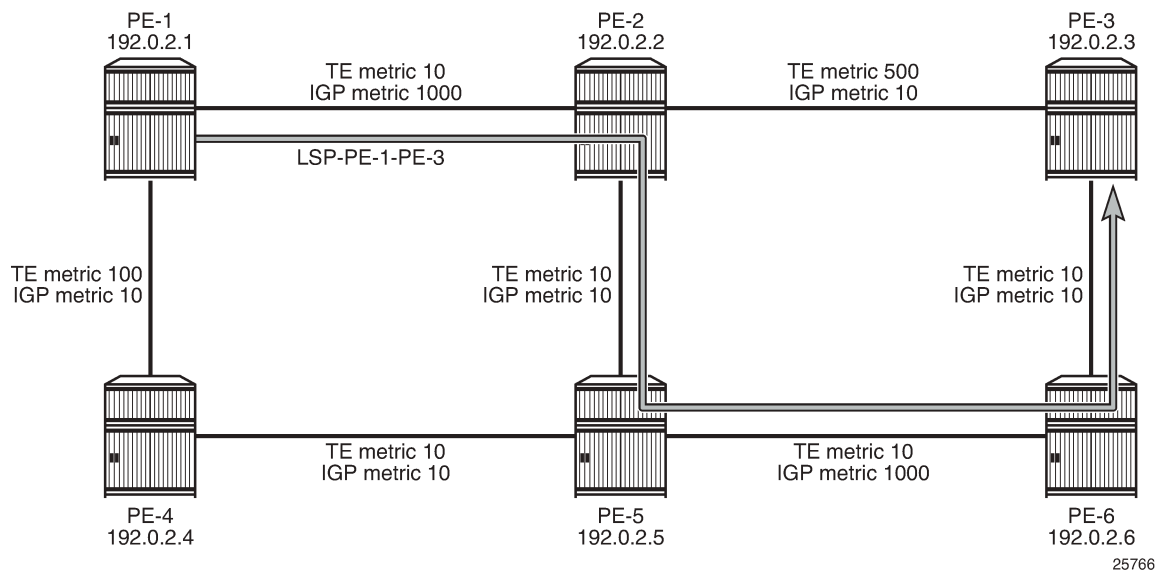 PE-1
192.0.2.1
PE-2
192.0.2.2
PE-3
192.0.2.3
TE metric 10
IGP metric 1000
TE metric 500
IGP metric 10
LSP-PE-1-PE-3
TE metric 100
IGP metric 10
TE metric 10
IGP metric 10
TE metric 10
IGP metric 10
TE metric 10
IGP metric 10
TE metric 10
IGP metric 1000
PE-4
192.0.2.4
PE-5
192.0.2.5
PE-6
192.0.2.6
25766